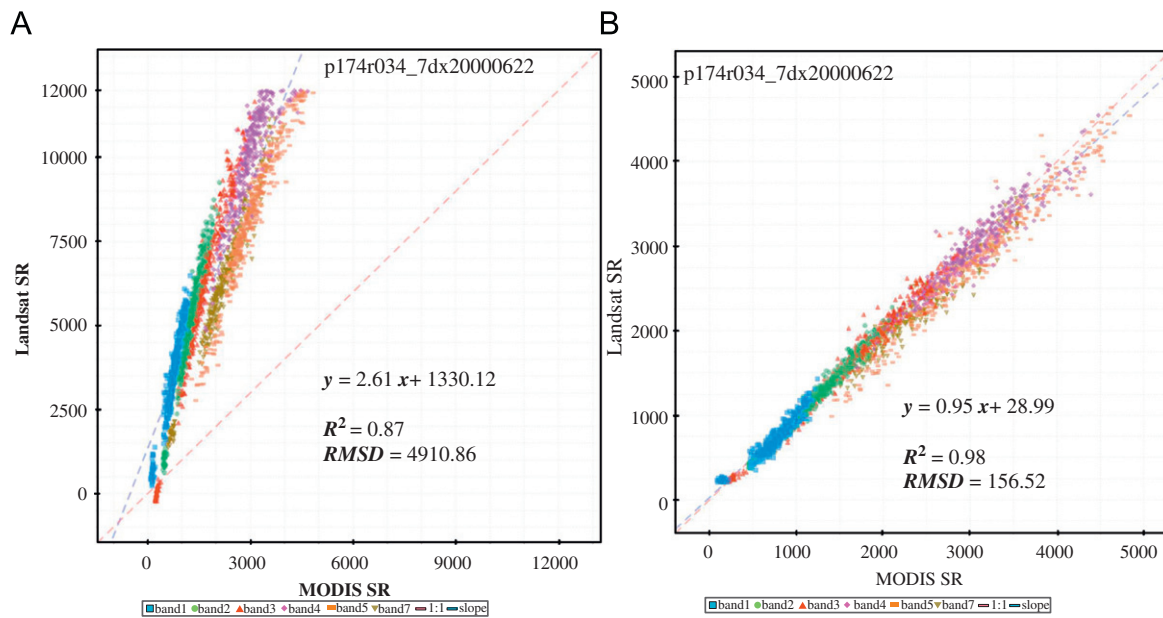 A
p174r034_7dx20000622
12000
10000
7500
5000
2500
0
Landsat SR
y = 2.61 x+ 1330.12
R² = 0.87
RMSD = 4910.86
0 3000 6000 9000 12000
MODIS SR
band1 band2 band3 band4 band5 band7 1:1 slope
B
p174r034_7dx20000622
5000
4000
3000
2000
1000
0
Landsat SR
y = 0.95 x+ 28.99
R² = 0.98
RMSD = 156.52
0 1000 2000 3000 4000 5000
MODIS SR
band1 band2 band3 band4 band5 band7 1:1 slope